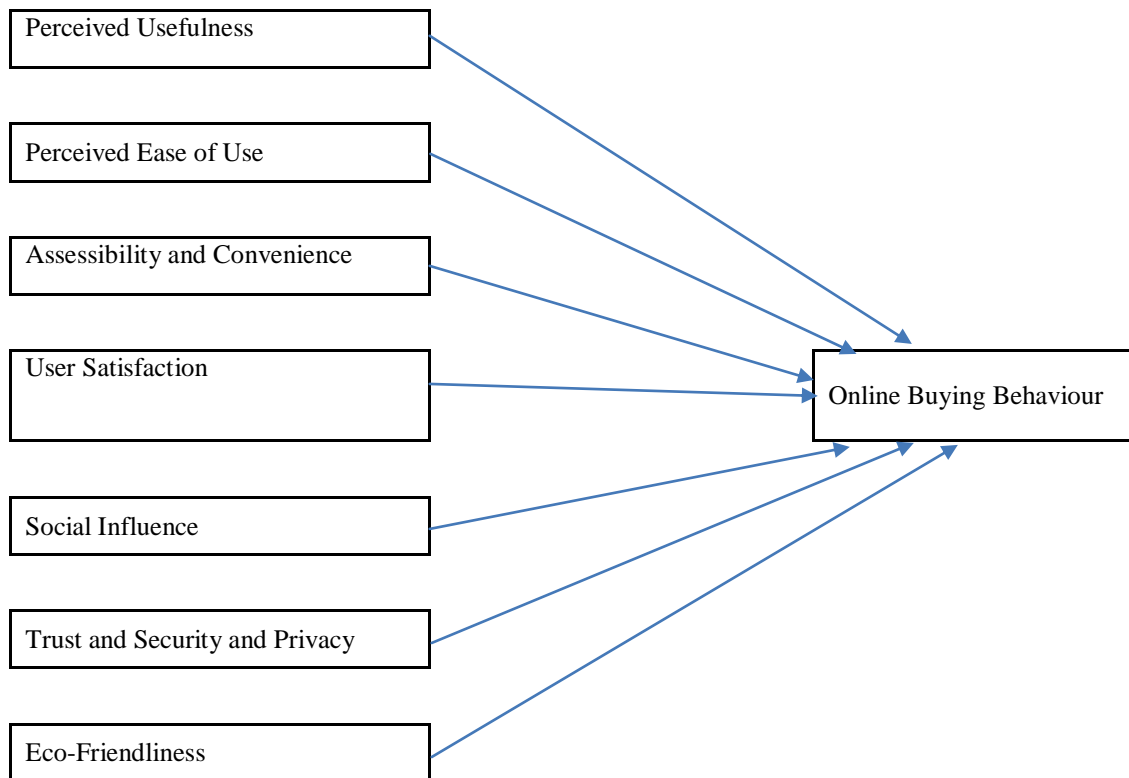 Perceived Usefulness
Perceived Ease of Use
Assessibility and Convenience
User Satisfaction
Online Buying Behaviour
Social Influence
Trust and Security and Privacy
Eco-Friendliness